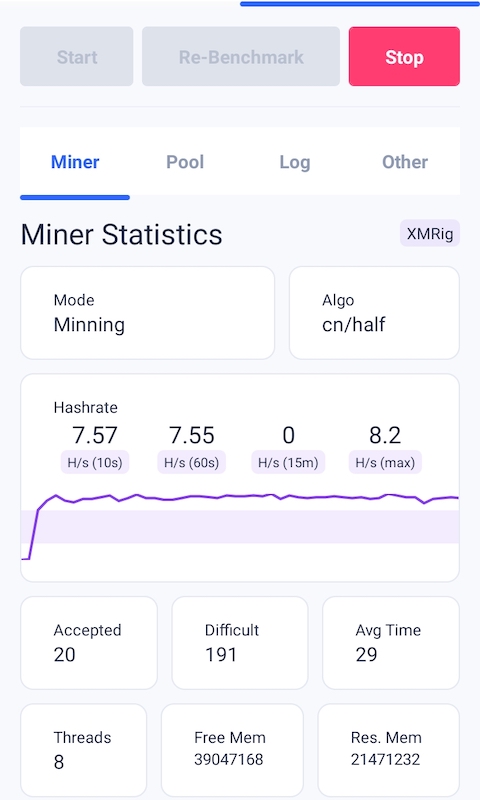 Start Re-Benchmark Stop
Miner Pool Log Other
Miner Statistics XMRig
Mode Algo
Minning cn/half
Hashrate
7.57 7.55 0 8.2
H/s (10s) H/s (60s) H/s (15m) H/s (max)
Accepted Difficult Avg Time
20 191 29
Threads Free Mem Res. Mem
8 39047168 21471232